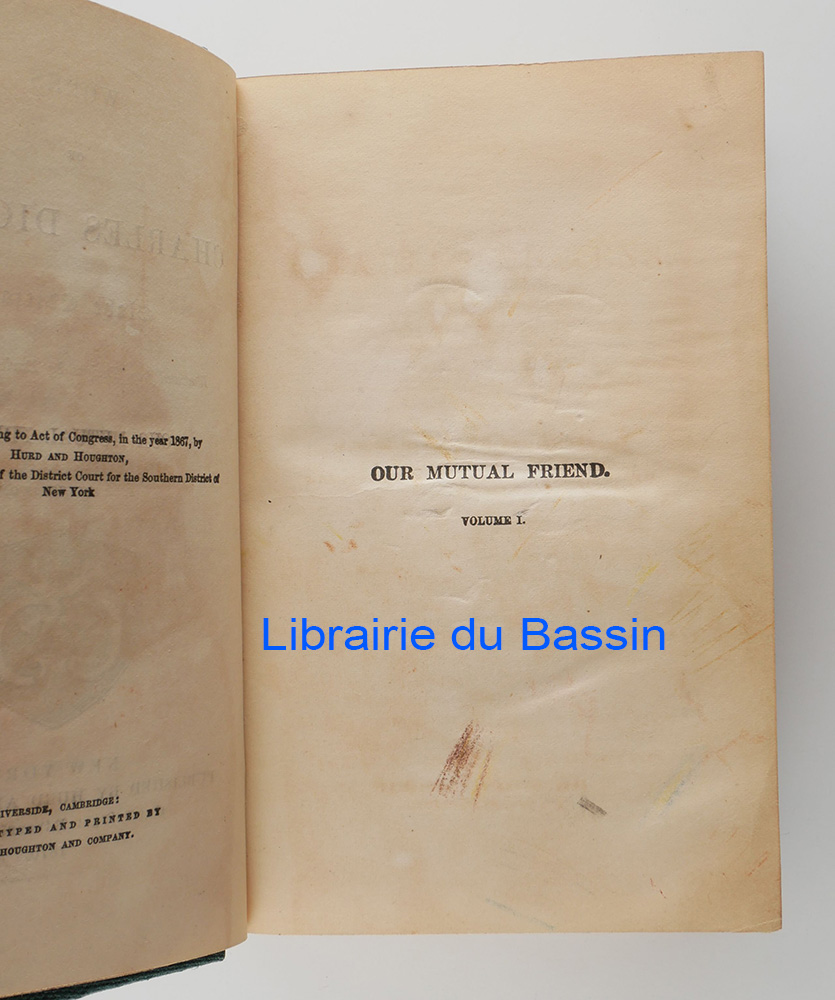 ng to Act of Congress, in the year 1867, by
HURD AND HOUGHTON,
f the District Court for the Southern District of
New York
IVERSIDE, CAMBRIDGE:
TYPED AND PRINTED BY
HOUGHTON AND COMPANY.
OUR MUTUAL FRIEND.
VOLUME I.
Librairie du Bassin